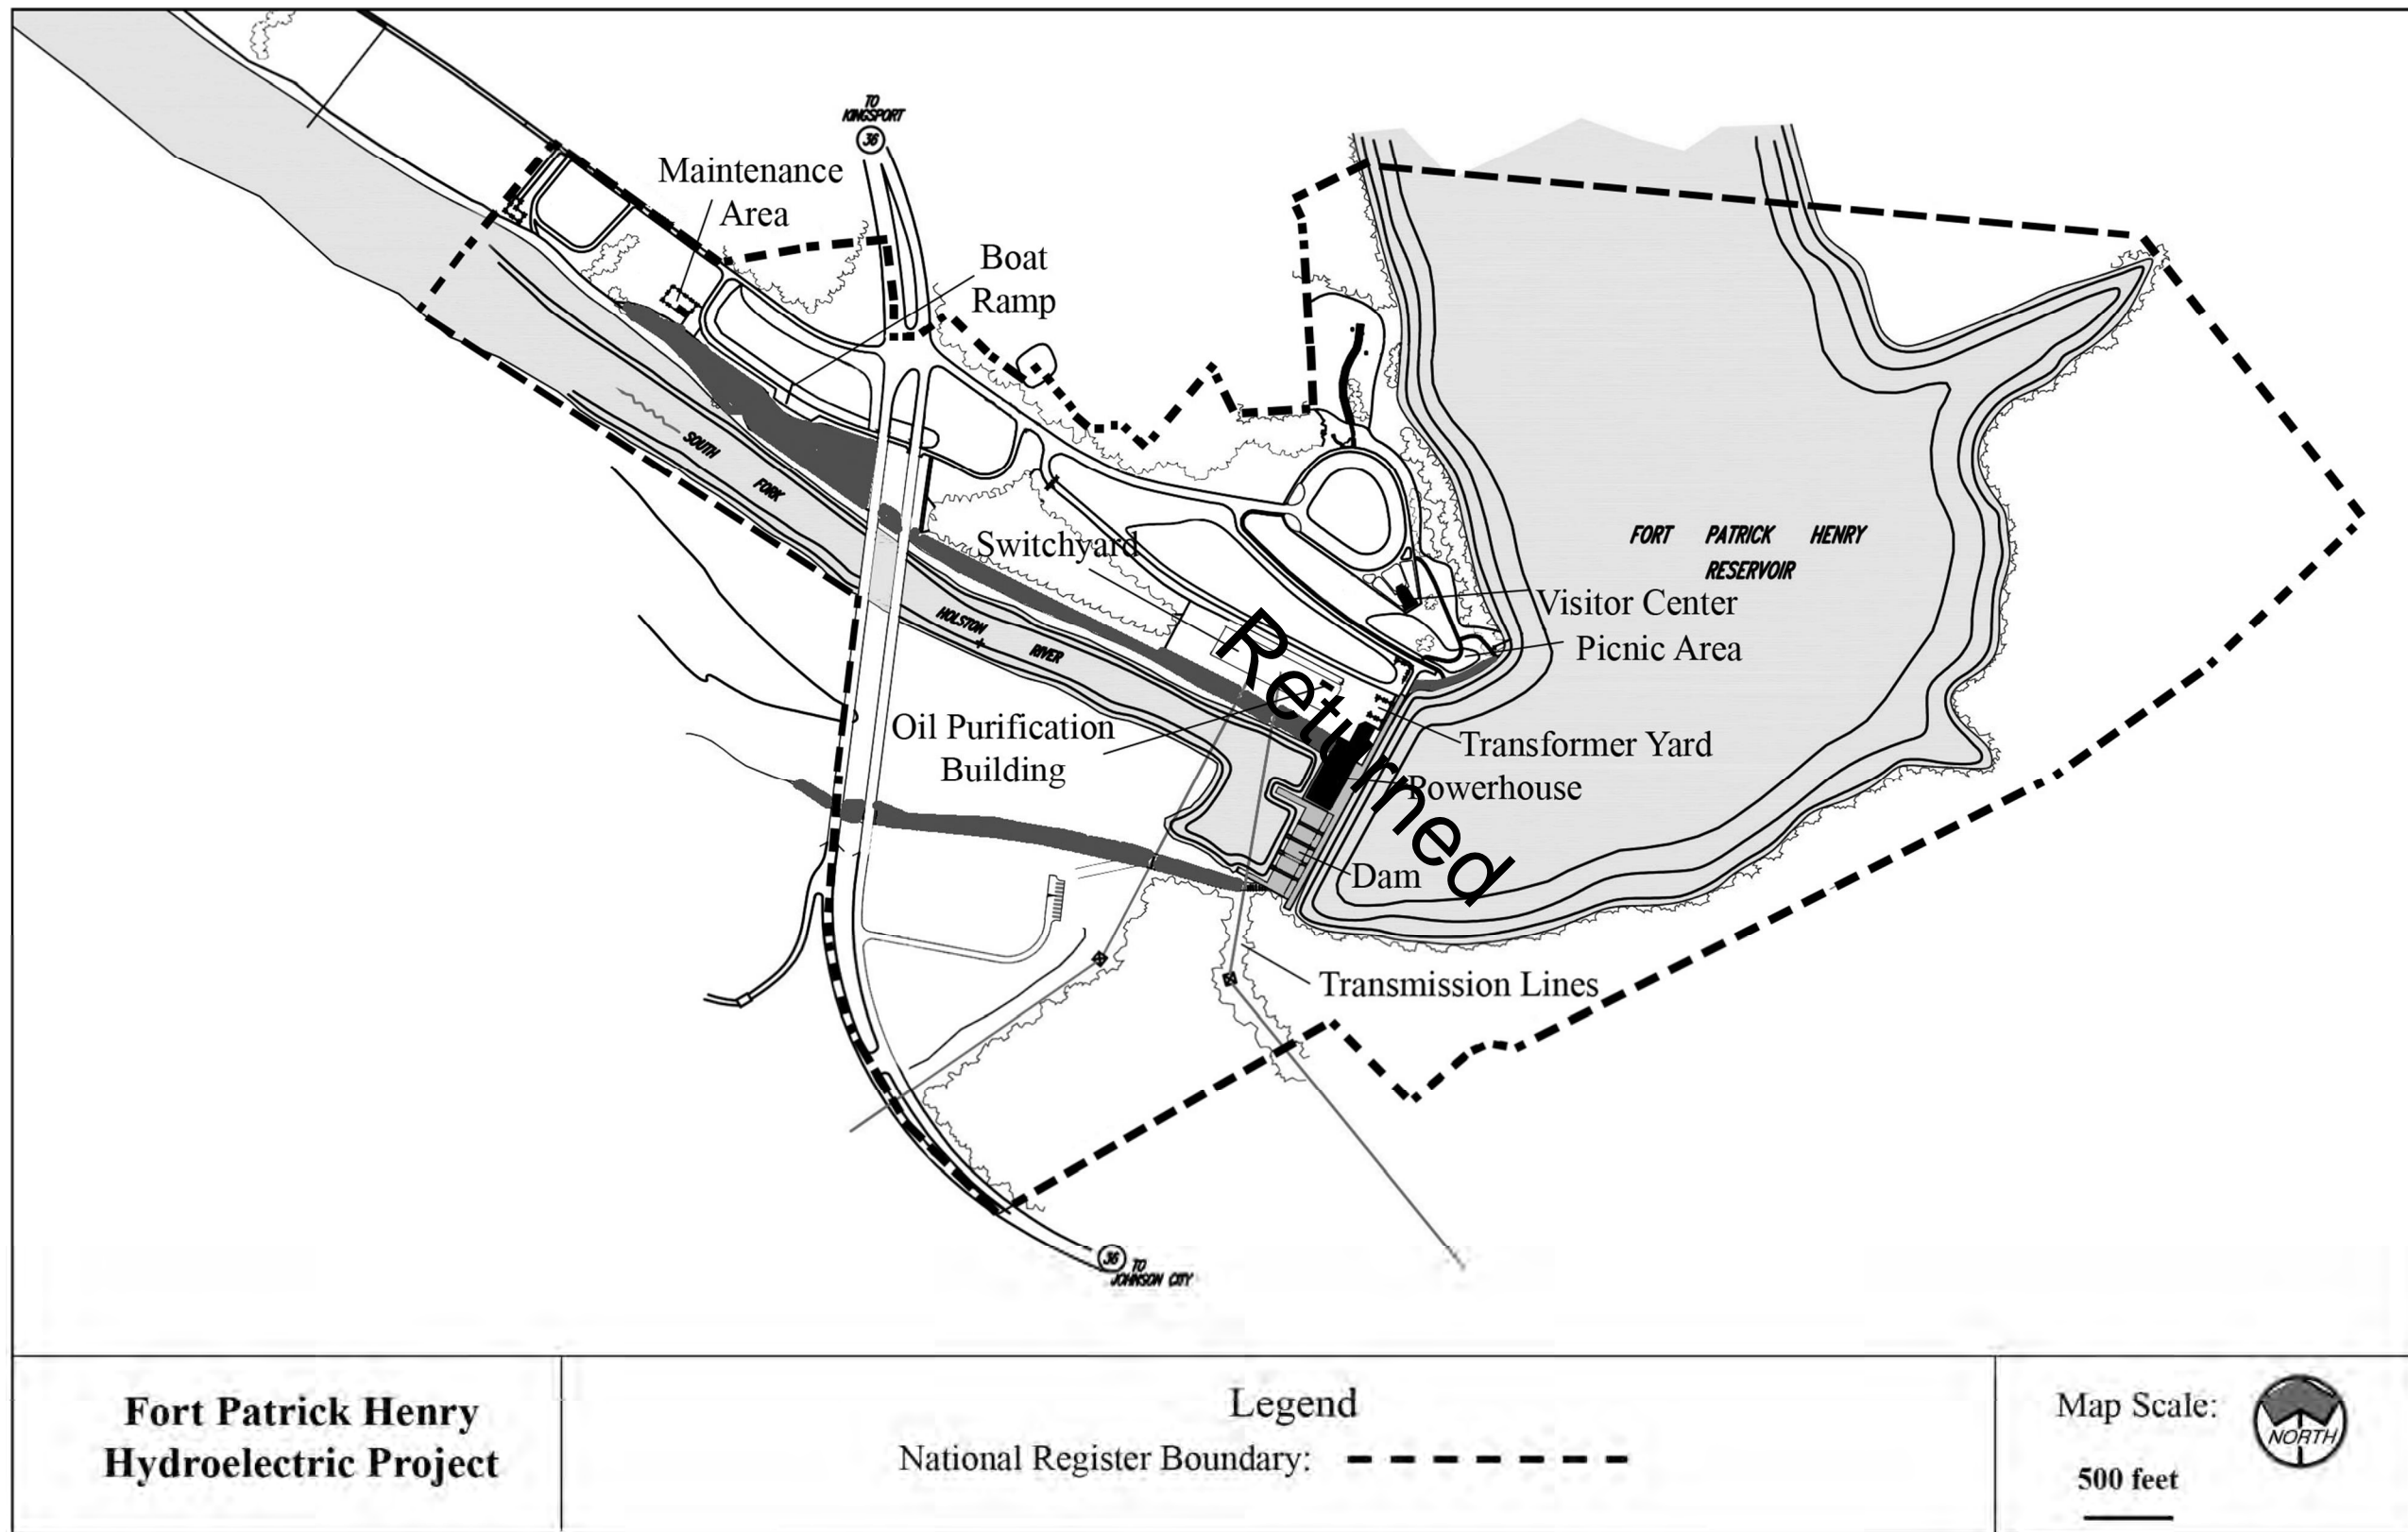 TO
KINGSPORT
36
Maintenance
Area
Boat
Ramp
SOUTH
FORK
Switchyard
FORT PATRICK HENRY
RESERVOIR
Visitor Center
HOLSTON
RIVER
Picnic Area
Returned
Oil Purification
Building
Transformer Yard
Powerhouse
Dam
Transmission Lines
36
TO
JOHNSON CITY
Fort Patrick Henry
Hydroelectric Project
Legend
National Register Boundary:
Map Scale:
NORTH
500 feet